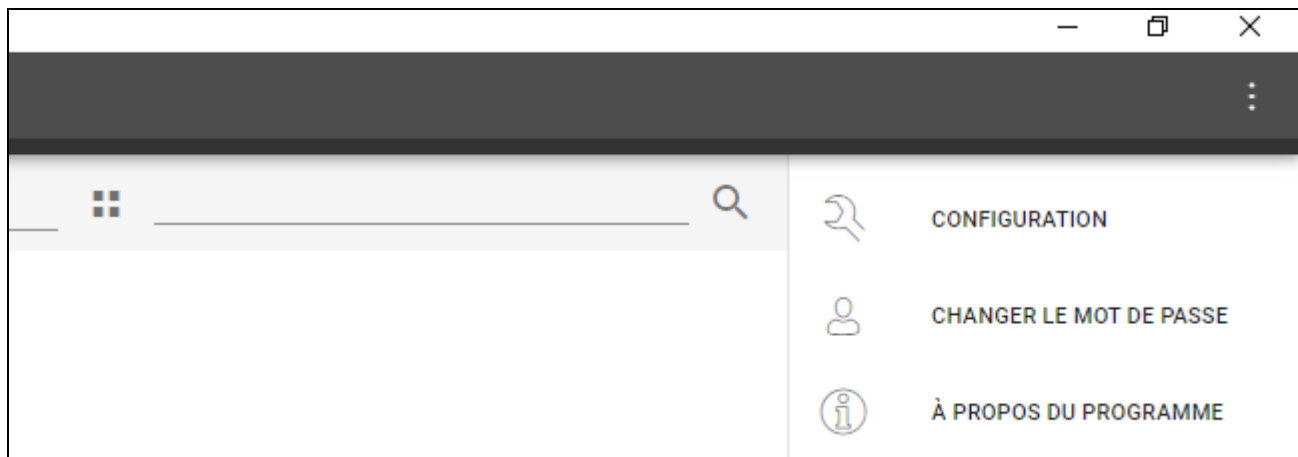 CONFIGURATION
CHANGER LE MOT DE PASSE
À PROPOS DU PROGRAMME